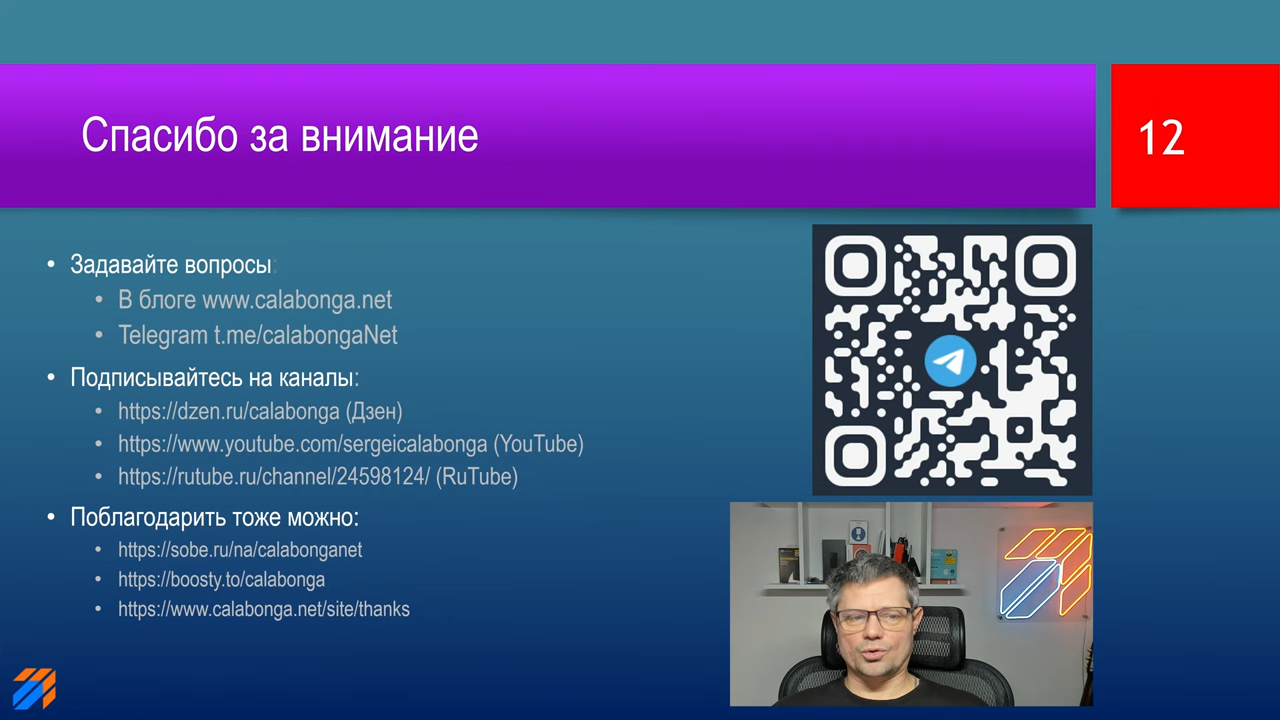 Спасибо за внимание
12
Задавайте вопросы:
В блоге www.calabonga.net
Telegram t.me/calabongaNet
Подписывайтесь на каналы:
https://dzen.ru/calabonga (Дзен)
https://www.youtube.com/sergeicalabonga (YouTube)
https://rutube.ru/channel/24598124/ (RuTube)
Поблагодарить тоже можно:
https://sobe.ru/na/calabonganet
https://boosty.to/calabonga
https://www.calabonga.net/site/thanks